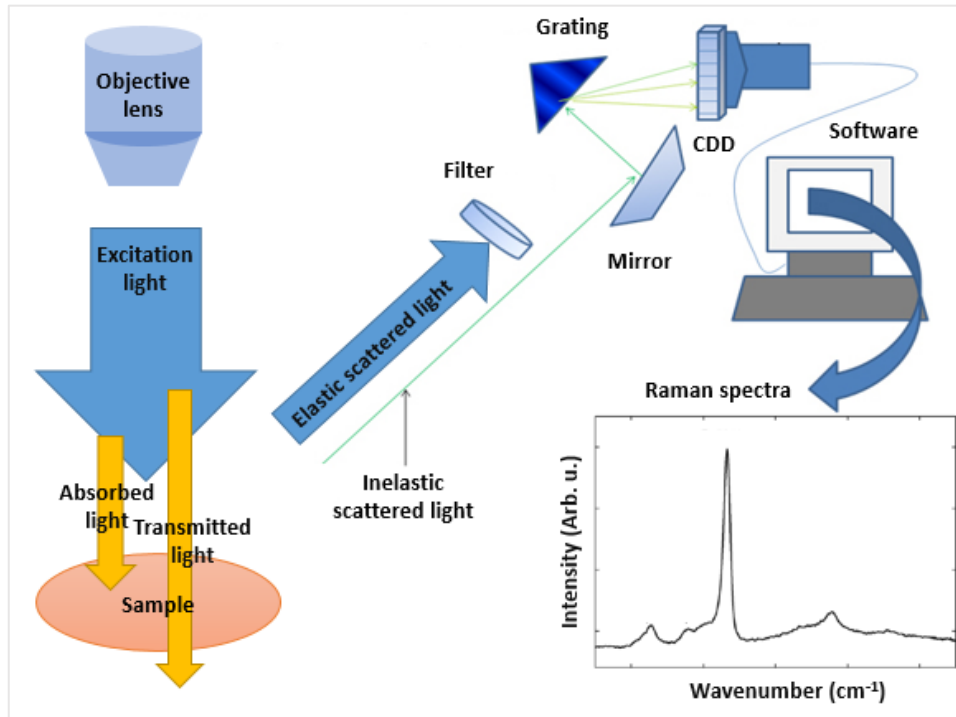 Objective
lens
Excitation
light
Absorbed
light
Transmitted
light
Sample
Elastic scattered light
Inelastic
scattered light
Filter
Grating
CDD
Mirror
Software
Raman spectra
Intensity (Arb. u.)
Wavenumber (cm⁻¹)